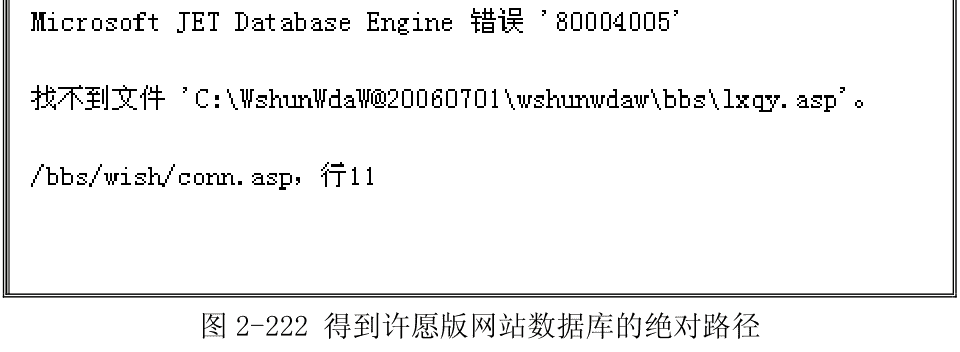 Microsoft JET Database Engine 错误 '80004005'
找不到文件 'C:\WshunWdaW@20060701\wshunwdaw\bbs\lxqy.asp'。
/bbs/wish/conn.asp，行11
图 2-222 得到许愿版网站数据库的绝对路径